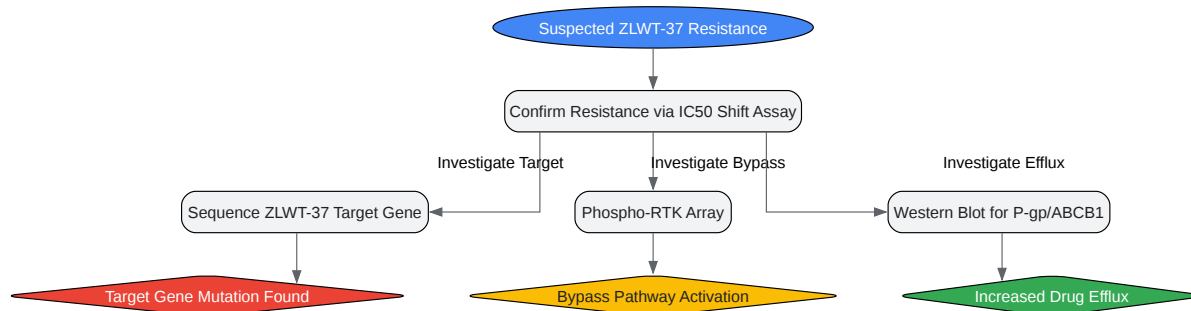 Suspected ZLWT-37 Resistance
Confirm Resistance via IC50 Shift Assay
Investigate Target
Investigate Bypass
Investigate Efflux
Sequence ZLWT-37 Target Gene
Phospho-RTK Array
Western Blot for P-gp/ABCB1
Target Gene Mutation Found
Bypass Pathway Activation
Increased Drug Efflux